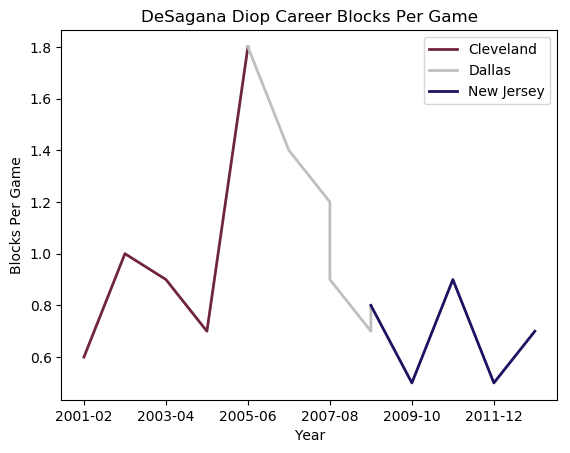 DeSagana Diop Career Blocks Per Game
Cleveland
Dallas
New Jersey
Blocks Per Game
1.8
1.6
1.4
1.2
1.0
0.8
0.6
2001-02 2003-04 2005-06 2007-08 2009-10 2011-12
Year